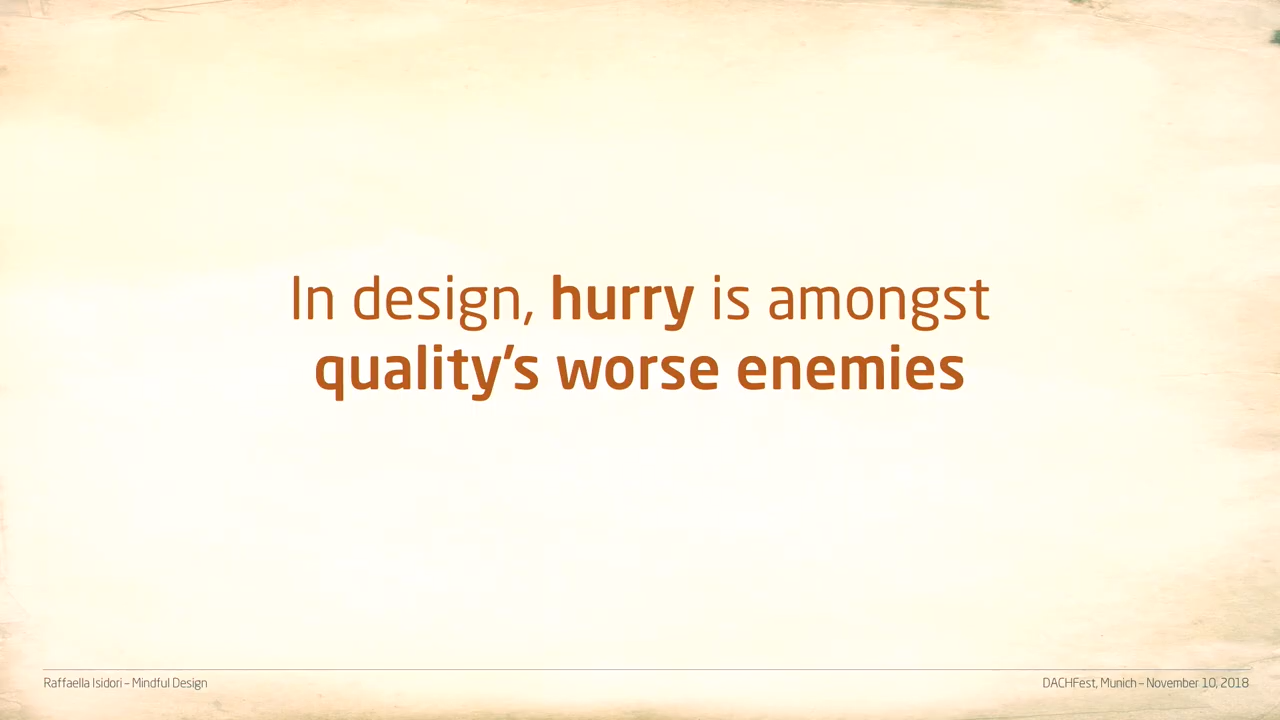 In design, hurry is amongst
quality’s worse enemies
Raffaella Isidori – Mindful Design
DACHFest, Munich – November 10, 2018